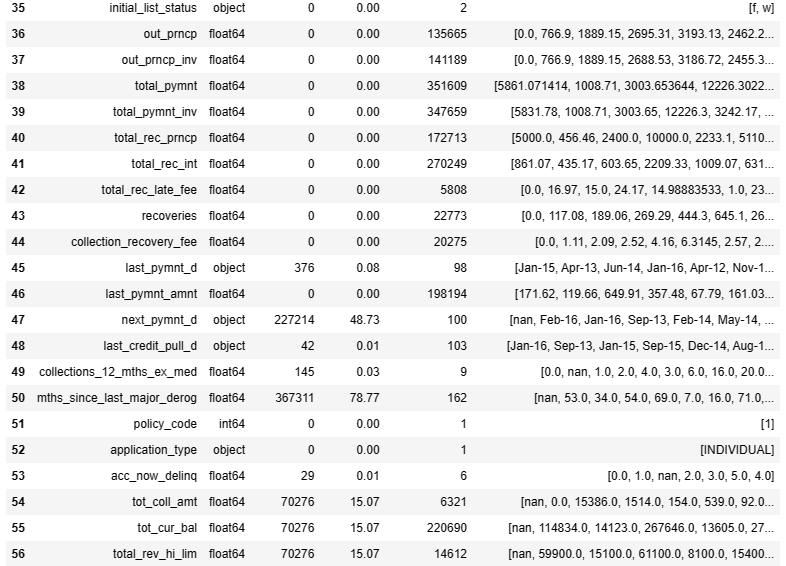 35 initial_list_status object 0 0.00 2 [f, w]
36 out_prncp float64 0 0.00 135665 [0.0, 766.9, 1889.15, 2695.31, 3193.13, 2462.2...
37 out_prncp_inv float64 0 0.00 141189 [0.0, 766.9, 1889.15, 2688.53, 3186.72, 2455.3...
38 total_pymnt float64 0 0.00 351609 [5861.071414, 1008.71, 3003.653644, 12226.3022...
39 total_pymnt_inv float64 0 0.00 347659 [5831.78, 1008.71, 3003.65, 12226.3, 3242.17, ...
40 total_rec_prncp float64 0 0.00 172713 [5000.0, 456.46, 2400.0, 10000.0, 2233.1, 5110...
41 total_rec_int float64 0 0.00 270249 [861.07, 435.17, 603.65, 2209.33, 1009.07, 631...
42 total_rec_late_fee float64 0 0.00 5808 [0.0, 16.97, 15.0, 24.17, 14.98883533, 1.0, 23...
43 recoveries float64 0 0.00 22773 [0.0, 117.08, 189.06, 269.29, 444.3, 645.1, 26...
44 collection_recovery_fee float64 0 0.00 20275 [0.0, 1.11, 2.09, 2.52, 4.16, 6.3145, 2.57, 2....
45 last_pymnt_d object 376 0.08 98 [Jan-15, Apr-13, Jun-14, Jan-16, Apr-12, Nov-1...
46 last_pymnt_amnt float64 0 0.00 198194 [171.62, 119.66, 649.91, 357.48, 67.79, 161.03...
47 next_pymnt_d object 227214 48.73 100 [nan, Feb-16, Jan-16, Sep-13, Feb-14, May-14, ...
48 last_credit_pull_d object 42 0.01 103 [Jan-16, Sep-13, Jan-15, Sep-15, Dec-14, Aug-1...
49 collections_12_mths_ex_med float64 145 0.03 9 [0.0, nan, 1.0, 2.0, 4.0, 3.0, 6.0, 16.0, 20.0...
50 mths_since_last_major_derog float64 367311 78.77 162 [nan, 53.0, 34.0, 54.0, 69.0, 7.0, 16.0, 71.0,...
51 policy_code int64 0 0.00 1 [1]
52 application_type object 0 0.00 1 [INDIVIDUAL]
53 acc_now_delinq float64 29 0.01 6 [0.0, 1.0, nan, 2.0, 3.0, 5.0, 4.0]
54 tot_coll_amt float64 70276 15.07 6321 [nan, 0.0, 15386.0, 1514.0, 154.0, 539.0, 92.0...
55 tot_cur_bal float64 70276 15.07 220690 [nan, 114834.0, 14123.0, 267646.0, 13605.0, 27...
56 total_rev_hi_lim float64 70276 15.07 14612 [nan, 59900.0, 15100.0, 61100.0, 8100.0, 15400...